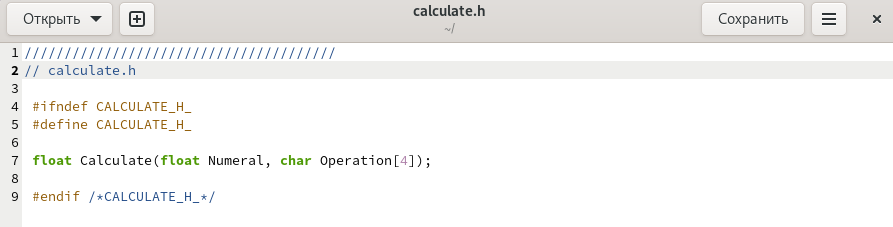 Открыть
calculate.h
~/
Сохранить
1 ///////////////////////////////////////
2 // calculate.h
3
4 #ifndef CALCULATE_H_
5 #define CALCULATE_H_
6
7 float Calculate(float Numeral, char Operation[4]);
8
9 #endif /*CALCULATE_H_*/